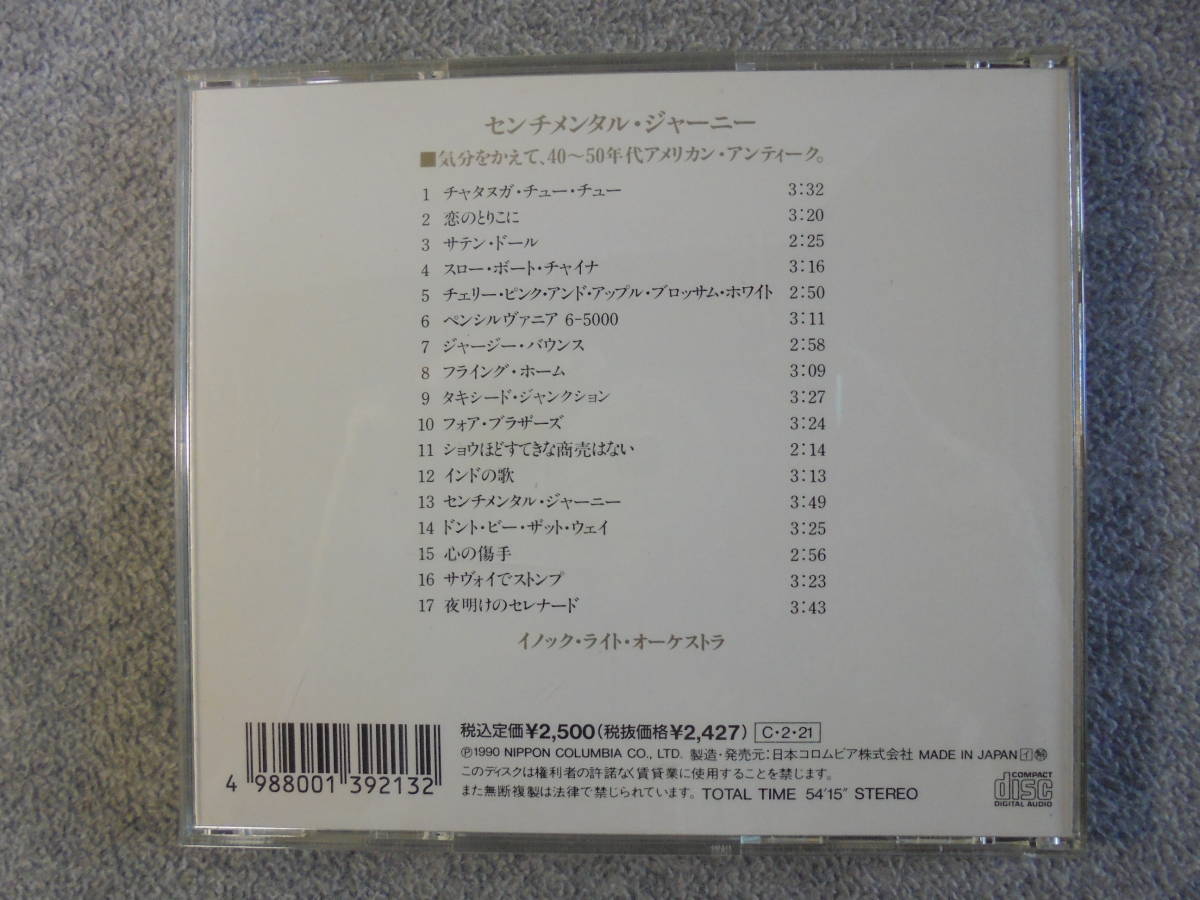 センチメンタル・ジャーニー
■気分をかえて、40〜50年代アメリカン・アンティーク。
1 チャタヌガ・チュー・チュー 3:32
2 恋のとりこに 3:20
3 サテン・ドール 2:25
4 スロー・ボート・チャイナ 3:16
5 チェリー・ピンク・アンド・アップル・ブロッサム・ホワイト 2:50
6 ペンシルヴァニア 6-5000 3:11
7 ジャージー・バウンス 2:58
8 フライング・ホーム 3:09
9 タキシード・ジャンクション 3:27
10 フォア・ブラザーズ 3:24
11 ショウほどすてきな商売はない 2:14
12 インドの歌 3:13
13 センチメンタル・ジャーニー 3:49
14 ドント・ビー・ザット・ウェイ 3:25
15 心の傷手 2:56
16 サヴォイでストンプ 3:23
17 夜明けのセレナード 3:43
イノック・ライト・オーケストラ
税込定価¥2,500(税抜価格¥2,427) C・2・21
℗1990 NIPPON COLUMBIA CO., LTD. 製造・発売元:日本コロムビア株式会社 MADE IN JAPAN イ
このディスクは権利者の許諾なく賃貸業に使用することを禁じます。
また無断複製は法律で禁じられています。 TOTAL TIME 54'15" STEREO
4 988001 392132
COMPACT
disc
DIGITAL AUDIO